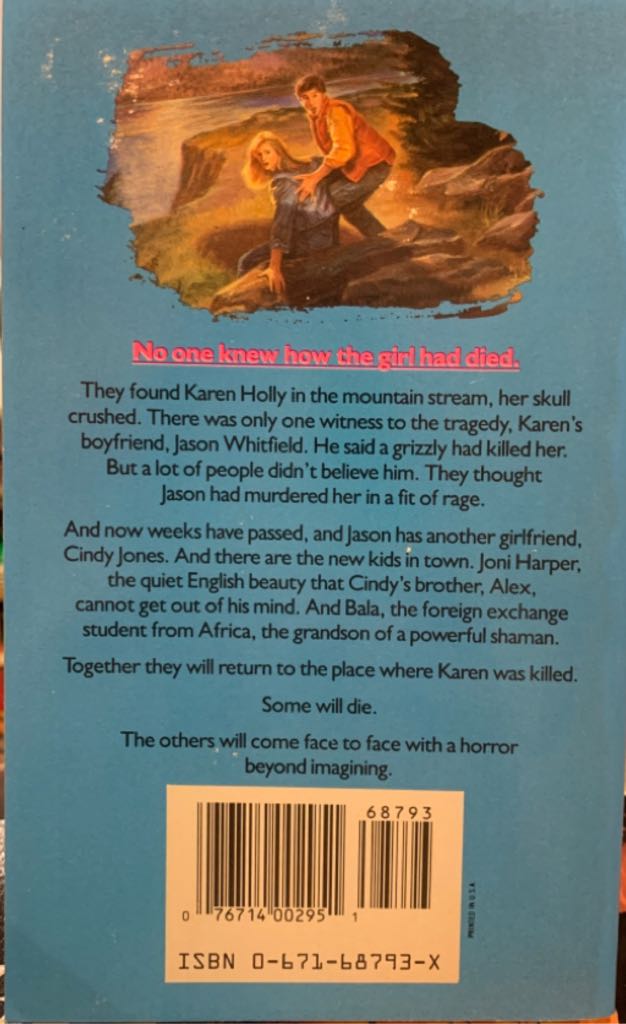 No one knew how the girl had died.
They found Karen Holly in the mountain stream, her skull
crushed. There was only one witness to the tragedy, Karen's
boyfriend, Jason Whitfield. He said a grizzly had killed her.
But a lot of people didn't believe him. They thought
Jason had murdered her in a fit of rage.
And now weeks have passed, and Jason has another girlfriend,
Cindy Jones. And there are the new kids in town. Joni Harper,
the quiet English beauty that Cindy's brother, Alex,
cannot get out of his mind. And Bala, the foreign exchange
student from Africa, the grandson of a powerful shaman.
Together they will return to the place where Karen was killed.
Some will die.
The others will come face to face with a horror
beyond imagining.
68793
0 76714 00295 1
PRINTED IN U.S.A.
ISBN 0-671-68793-X